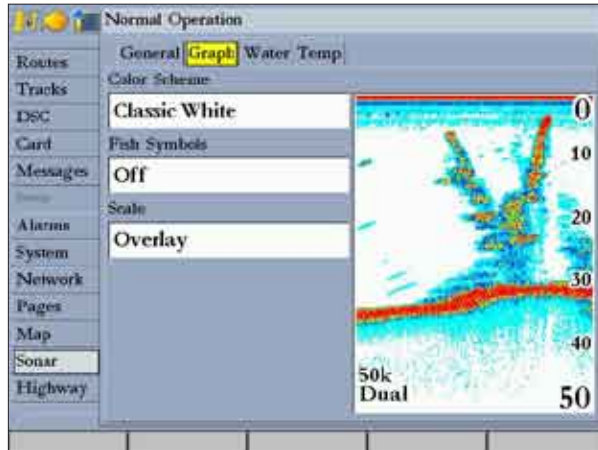 Normal Operation
General Graph Water Temp
Routes
Tracks
DSC
Card
Messages
Alarms
System
Network
Pages
Map
Sonar
Highway
Color Scheme
Classic White
Fish Symbols
Off
Scale
Overlay
0
10
20
30
40
50
50k
Dual